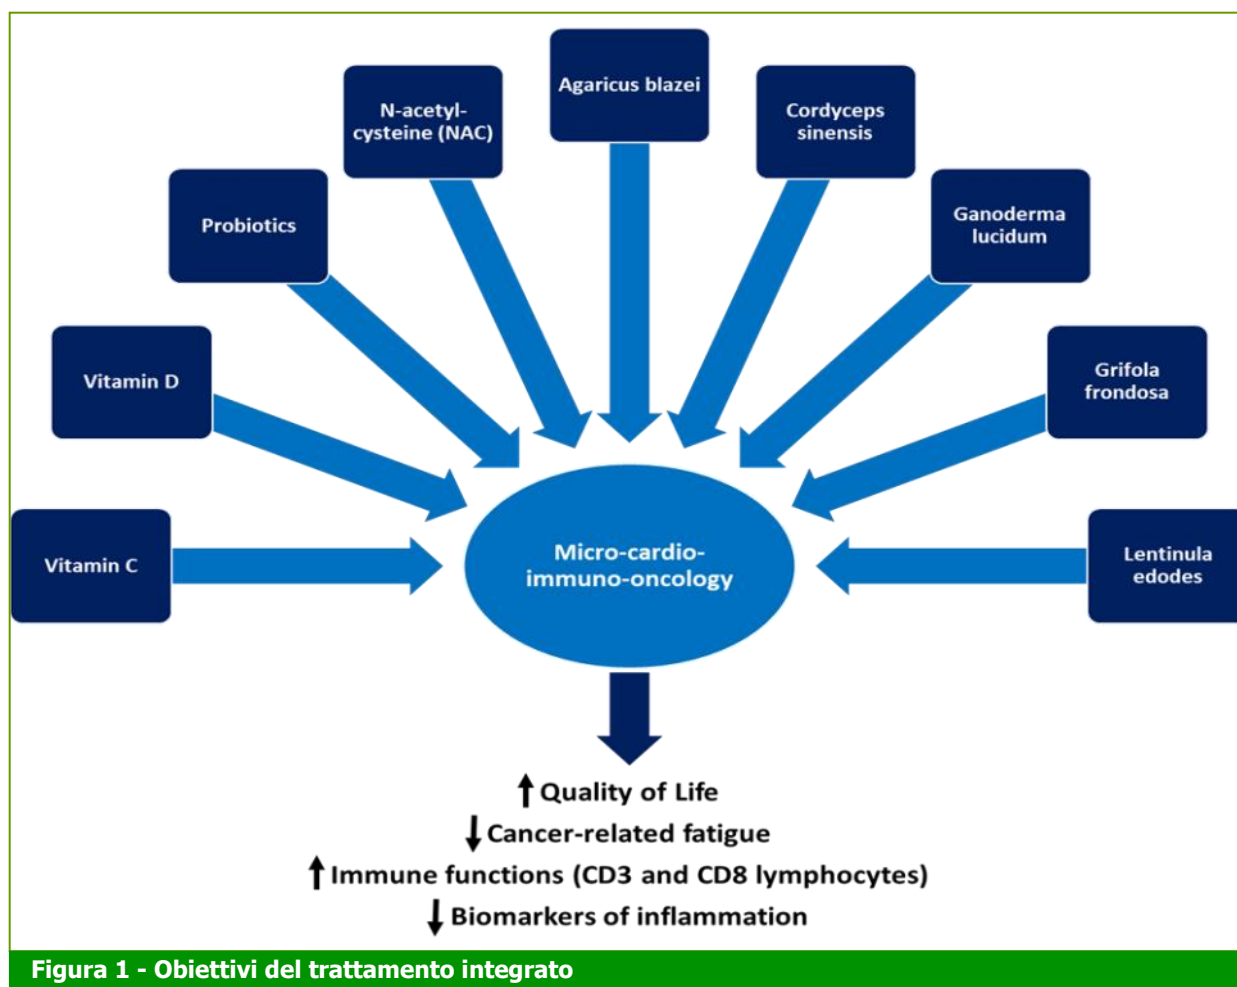 Agaricus blazei
N-acetyl-
cysteine (NAC)
Cordyceps
sinensis
Probiotics
Ganoderma
lucidum
Vitamin D
Grifola
frondosa
Vitamin C
Micro-cardio-
immuno-oncology
Lentinula
edodes
↑ Quality of Life
↓ Cancer-related fatigue
↑ Immune functions (CD3 and CD8 lymphocytes)
↓ Biomarkers of inflammation
Figura 1 - Obiettivi del trattamento integrato